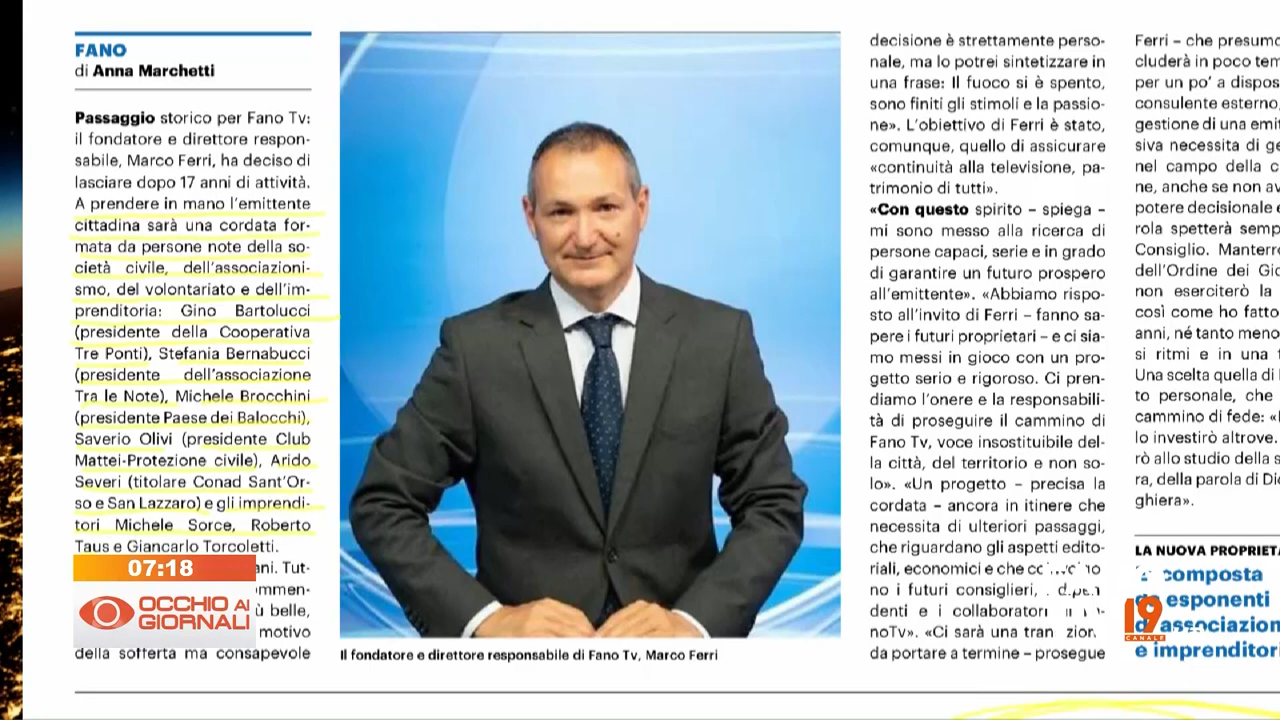 FANO
di Anna Marchetti
Passaggio storico per Fano Tv:
il fondatore e direttore respon-
sabile, Marco Ferri, ha deciso di
lasciare dopo 17 anni di attività.
A prendere in mano l'emittente
cittadina sarà una cordata for-
mata da persone note della so-
cietà civile, dell'associazioni-
smo, del volontariato e dell'im-
prenditoria: Gino Bartolucci
(presidente della Cooperativa
Tre Ponti), Stefania Bernabucci
(presidente dell'associazione
Tra le Note), Michele Brocchini
(presidente Paese dei Balocchi),
Saverio Olivi (presidente Club
Mattei-Protezione civile), Arido
Severi (titolare Conad Sant'Or-
so e San Lazzaro) e gli imprendi-
tori Michele Sorce, Roberto
Taus e Giancarlo Torcoletti.
ani. Tut-
ommen-
ù belle,
motivo
della sofferta ma consapevole
07:18
OCCHIO AI
GIORNALI
Il fondatore e direttore responsabile di Fano Tv, Marco Ferri
decisione è strettamente perso-
nale, ma lo potrei sintetizzare in
una frase: Il fuoco si è spento,
sono finiti gli stimoli e la passio-
ne». L'obiettivo di Ferri è stato,
comunque, quello di assicurare
«continuità alla televisione, pa-
trimonio di tutti».
«Con questo spirito – spiega –
mi sono messo alla ricerca di
persone capaci, serie e in grado
di garantire un futuro prospero
all'emittente». «Abbiamo rispo-
sto all'invito di Ferri – fanno sa-
pere i futuri proprietari – e ci sia-
mo messi in gioco con un pro-
getto serio e rigoroso. Ci pren-
diamo l'onere e la responsabili-
tà di proseguire il cammino di
Fano Tv, voce insostituibile del-
la città, del territorio e non so-
lo». «Un progetto – precisa la
cordata – ancora in itinere che
necessita di ulteriori passaggi,
che riguardano gli aspetti edito-
riali, economici e che
no i futuri consiglieri,
denti e i collaboratori
noTv». «Ci sarà una
da portare a termine – prosegue
Ferri – che presumo
cluderà in poco tem
per un po' a dispos
consulente esterno,
gestione di una emit
siva necessita di ge
nel campo della c
ne, anche se non av
potere decisionale e
rola spetterà semp
Consiglio. Manterr
dell'Ordine dei Gio
non eserciterò la
così come ho fatto
anni, né tanto meno
si ritmi e in una f
Una scelta quella di
to personale, che
cammino di fede: «
lo investirò altrove.
rò allo studio della s
ra, della parola di Di
ghiera».
LA NUOVA PROPRIETA
composta
esponenti
associazion
e imprenditori
19
CANALE